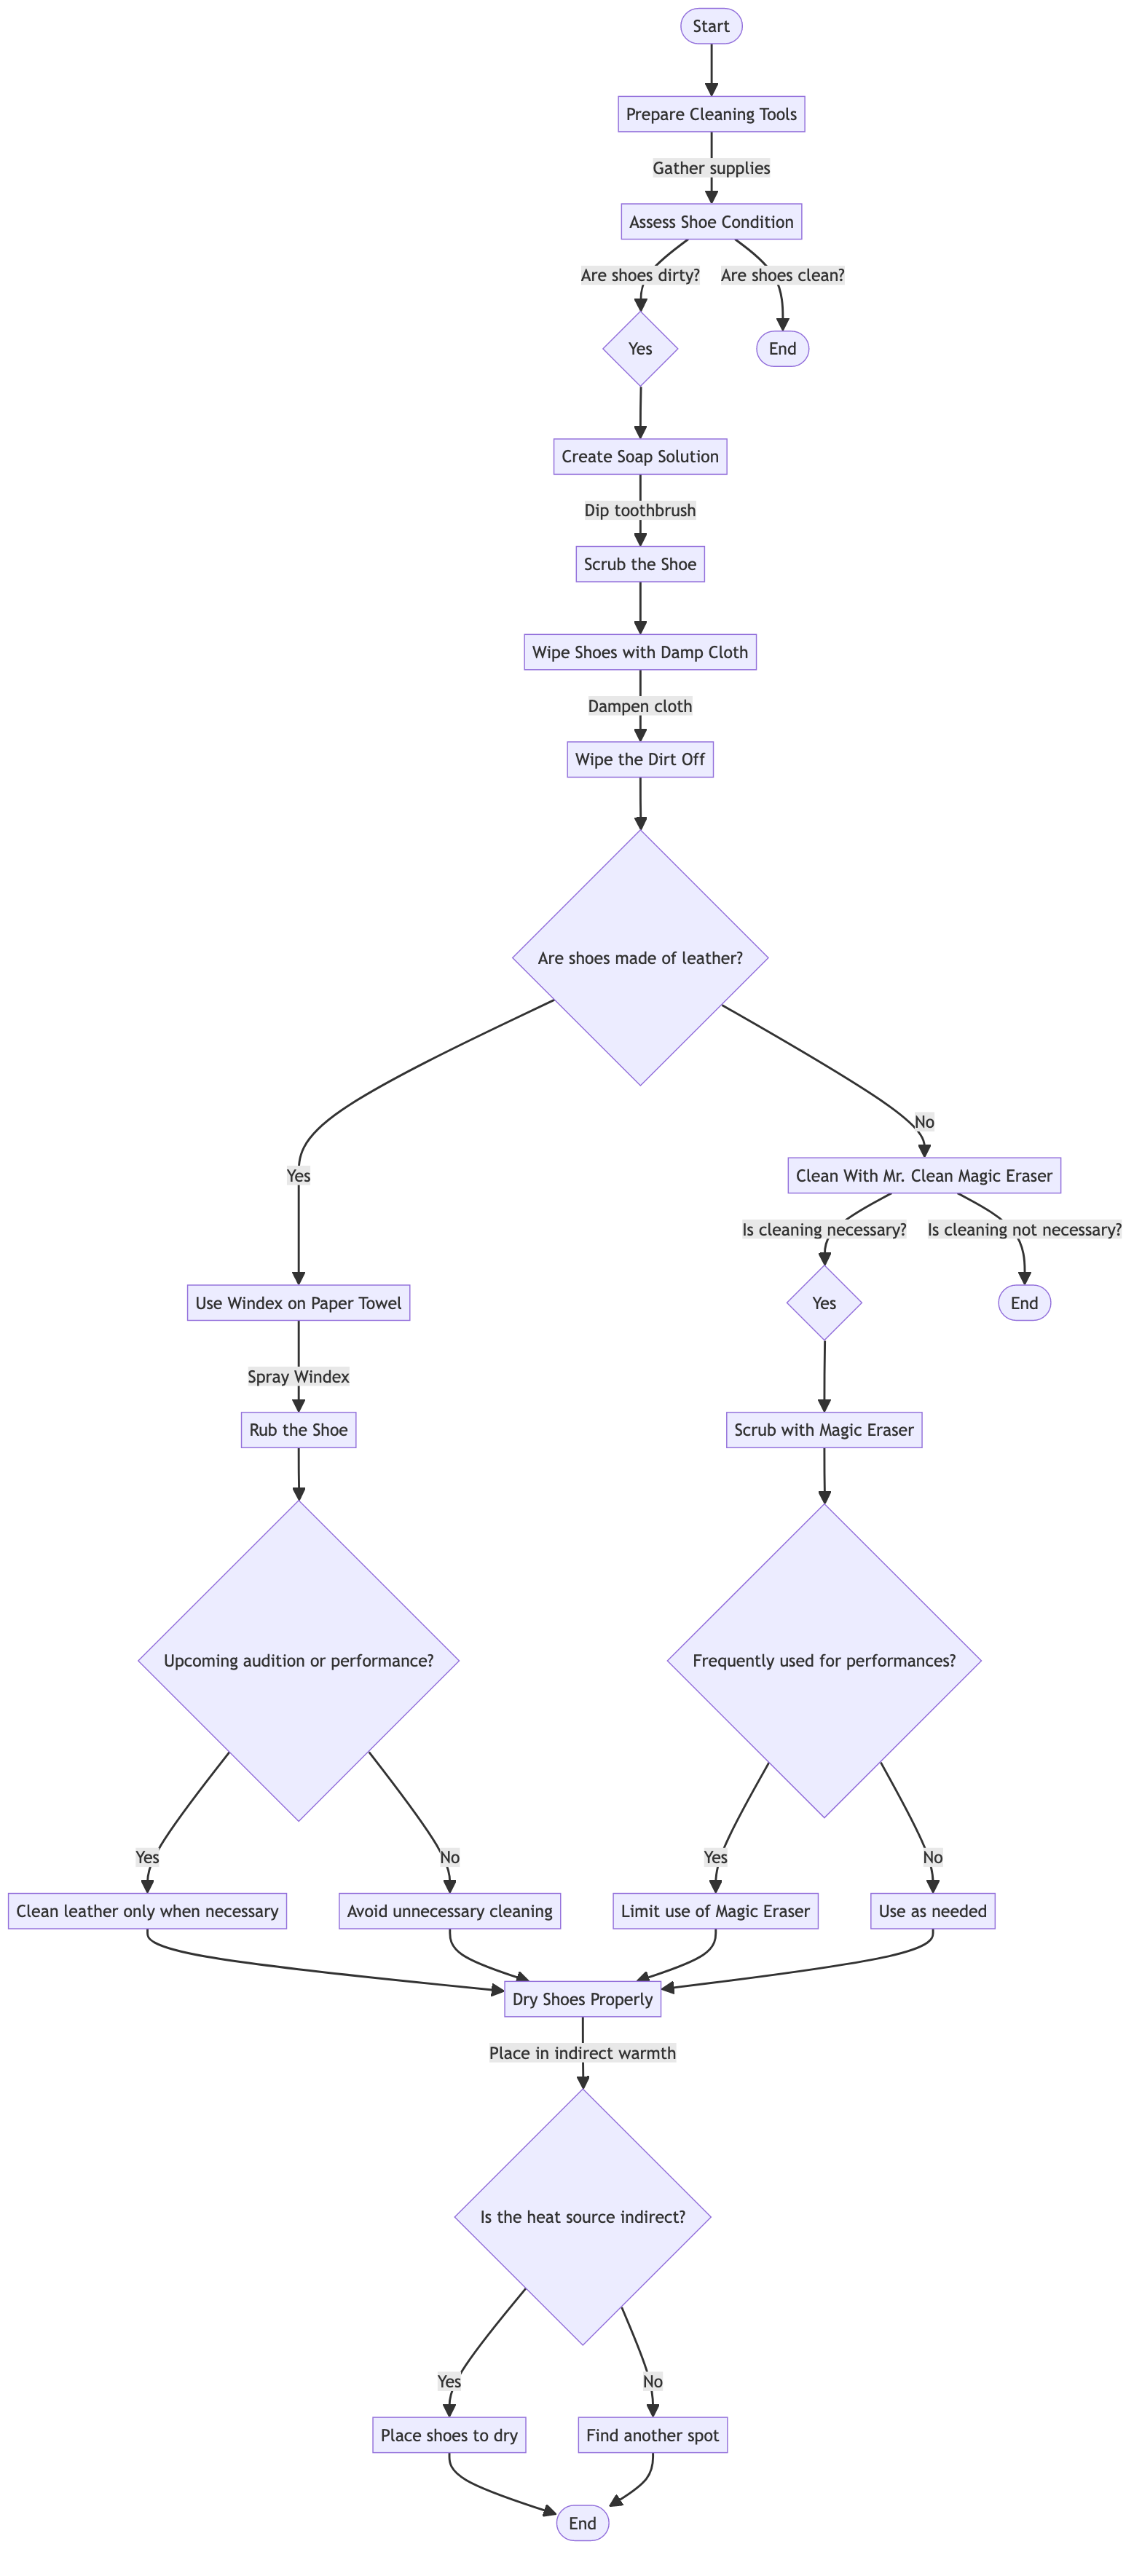 Start
Prepare Cleaning Tools
Gather supplies
Assess Shoe Condition
Are shoes dirty?
Are shoes clean?
Yes
End
Create Soap Solution
Dip toothbrush
Scrub the Shoe
Wipe Shoes with Damp Cloth
Dampen cloth
Wipe the Dirt Off
Are shoes made of leather?
No
Yes
Clean With Mr. Clean Magic Eraser
Is cleaning necessary?
Is cleaning not necessary?
Use Windex on Paper Towel
Yes
End
Spray Windex
Rub the Shoe
Scrub with Magic Eraser
Upcoming audition or performance?
Frequently used for performances?
Yes
No
Yes
No
Clean leather only when necessary
Avoid unnecessary cleaning
Limit use of Magic Eraser
Use as needed
Dry Shoes Properly
Place in indirect warmth
Is the heat source indirect?
Yes
No
Place shoes to dry
Find another spot
End